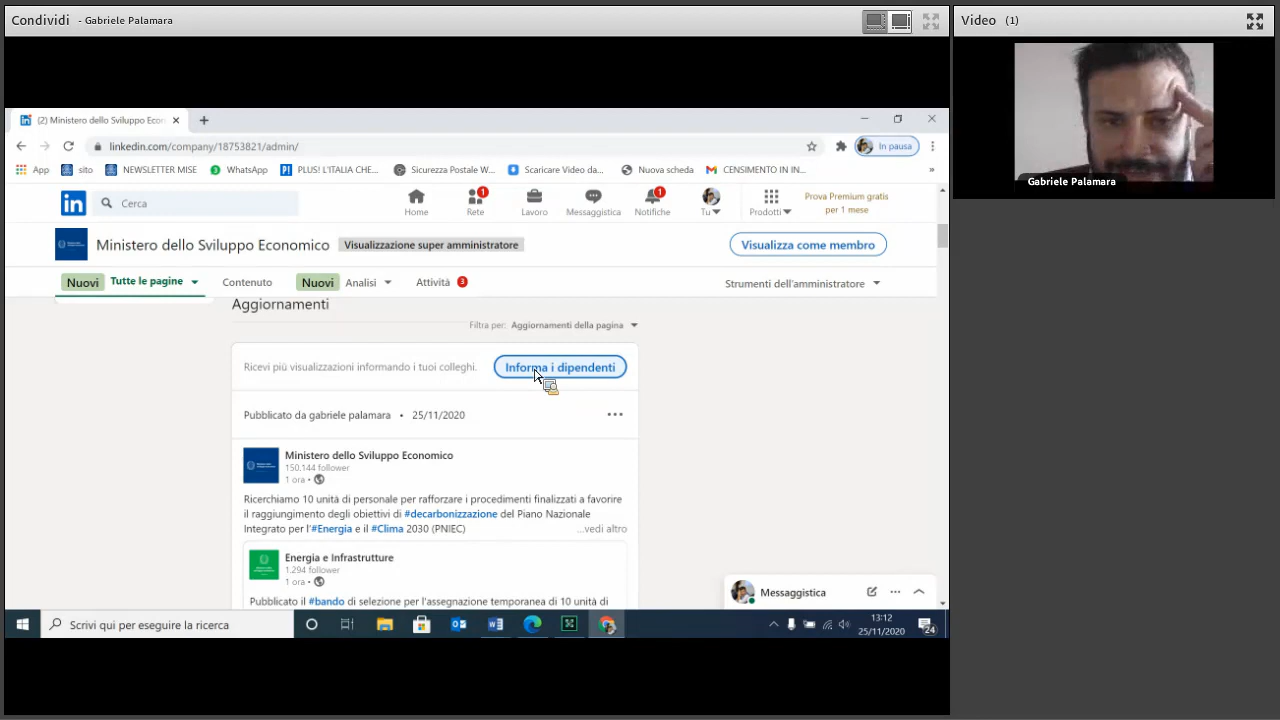 Condividi - Gabriele Palamara
Video (1)
Gabriele Palamara
(2) Ministero dello Sviluppo Econ
linkedin.com/company/18753821/admin/
In pausa
App sito NEWSLETTER MISE WhatsApp PLUS! L'ITALIA CHE... Sicurezza Postale W... Scaricare Video da... Nuova scheda CENSIMENTO IN IN... »
Cerca
Home Rete 1 Lavoro Messaggistica Notifiche 1 Tu Prodotti
Prova Premium gratis
per 1 mese
Ministero dello Sviluppo Economico Visualizzazione super amministratore Visualizza come membro
Nuovi Tutte le pagine Contenuto Nuovi Analisi Attività 3 Strumenti dell'amministratore
Aggiornamenti
Filtra per: Aggiornamenti della pagina
Ricevi più visualizzazioni informando i tuoi colleghi. Informa i dipendenti
Pubblicato da gabriele palamara • 25/11/2020
Ministero dello Sviluppo Economico
150.144 follower
1 ora •
Ricerchiamo 10 unità di personale per rafforzare i procedimenti finalizzati a favorire
il raggiungimento degli obiettivi di #decarbonizzazione del Piano Nazionale
Integrato per l'#Energia e il #Clima 2030 (PNIEC) ...vedi altro
Energia e Infrastrutture
1.294 follower
1 ora •
Pubblicato il #bando di selezione per l'assegnazione temporanea di 10 unità di
Messaggistica
Scrivi qui per eseguire la ricerca
13:12
25/11/2020
24